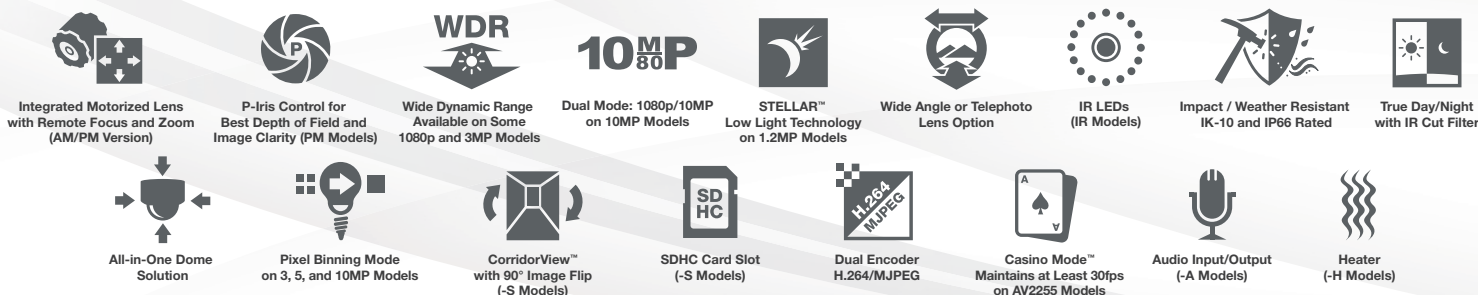 WDR
10 MP
80
P
Integrated Motorized Lens
with Remote Focus and Zoom
(AM/PM Version)
P-Iris Control for
Best Depth of Field and
Image Clarity (PM Models)
Wide Dynamic Range
Available on Some
1080p and 3MP Models
Dual Mode: 1080p/10MP
on 10MP Models
STELLAR™
Low Light Technology
on 1.2MP Models
Wide Angle or Telephoto
Lens Option
IR LEDs
(IR Models)
Impact / Weather Resistant
IK-10 and IP66 Rated
True Day/Night
with IR Cut Filter
SD
HC
H.264
MJPEG
A
A
All-in-One Dome
Solution
Pixel Binning Mode
on 3, 5, and 10MP Models
CorridorView™
with 90° Image Flip
(-S Models)
SDHC Card Slot
(-S Models)
Dual Encoder
H.264/MJPEG
Casino Mode™
Maintains at Least 30fps
on AV2255 Models
Audio Input/Output
(-A Models)
Heater
(-H Models)